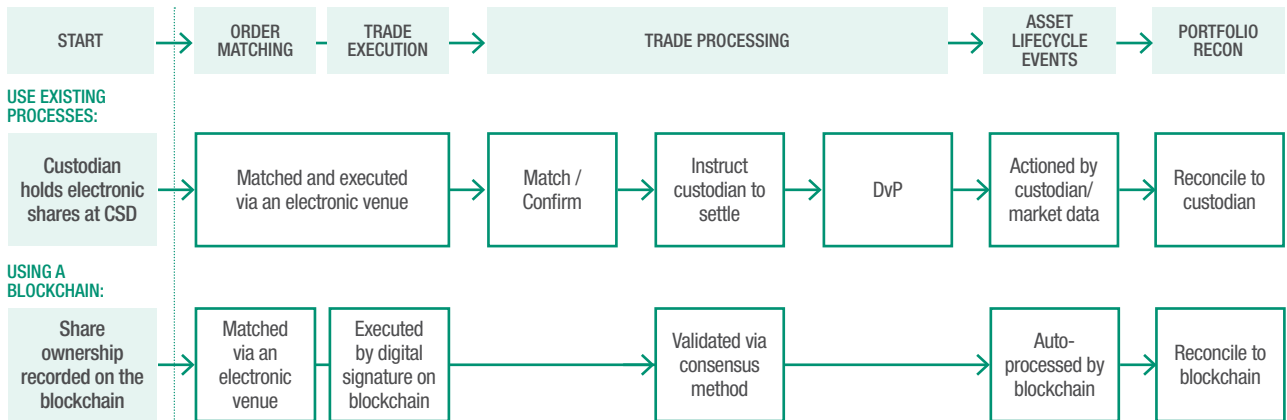 START
ORDER
MATCHING
TRADE
EXECUTION
TRADE PROCESSING
ASSET
LIFECYCLE
EVENTS
PORTFOLIO
RECON
USE EXISTING
PROCESSES:
Custodian
holds electronic
shares at CSD
Matched and executed
via an electronic venue
Match /
Confirm
Instruct
custodian to
settle
DvP
Actioned by
custodian/
market data
Reconcile to
custodian
USING A
BLOCKCHAIN:
Share
ownership
recorded on the
blockchain
Matched
via an
electronic
venue
Executed
by digital
signature on
blockchain
Validated via
consensus
method
Auto-
processed by
blockchain
Reconcile to
blockchain